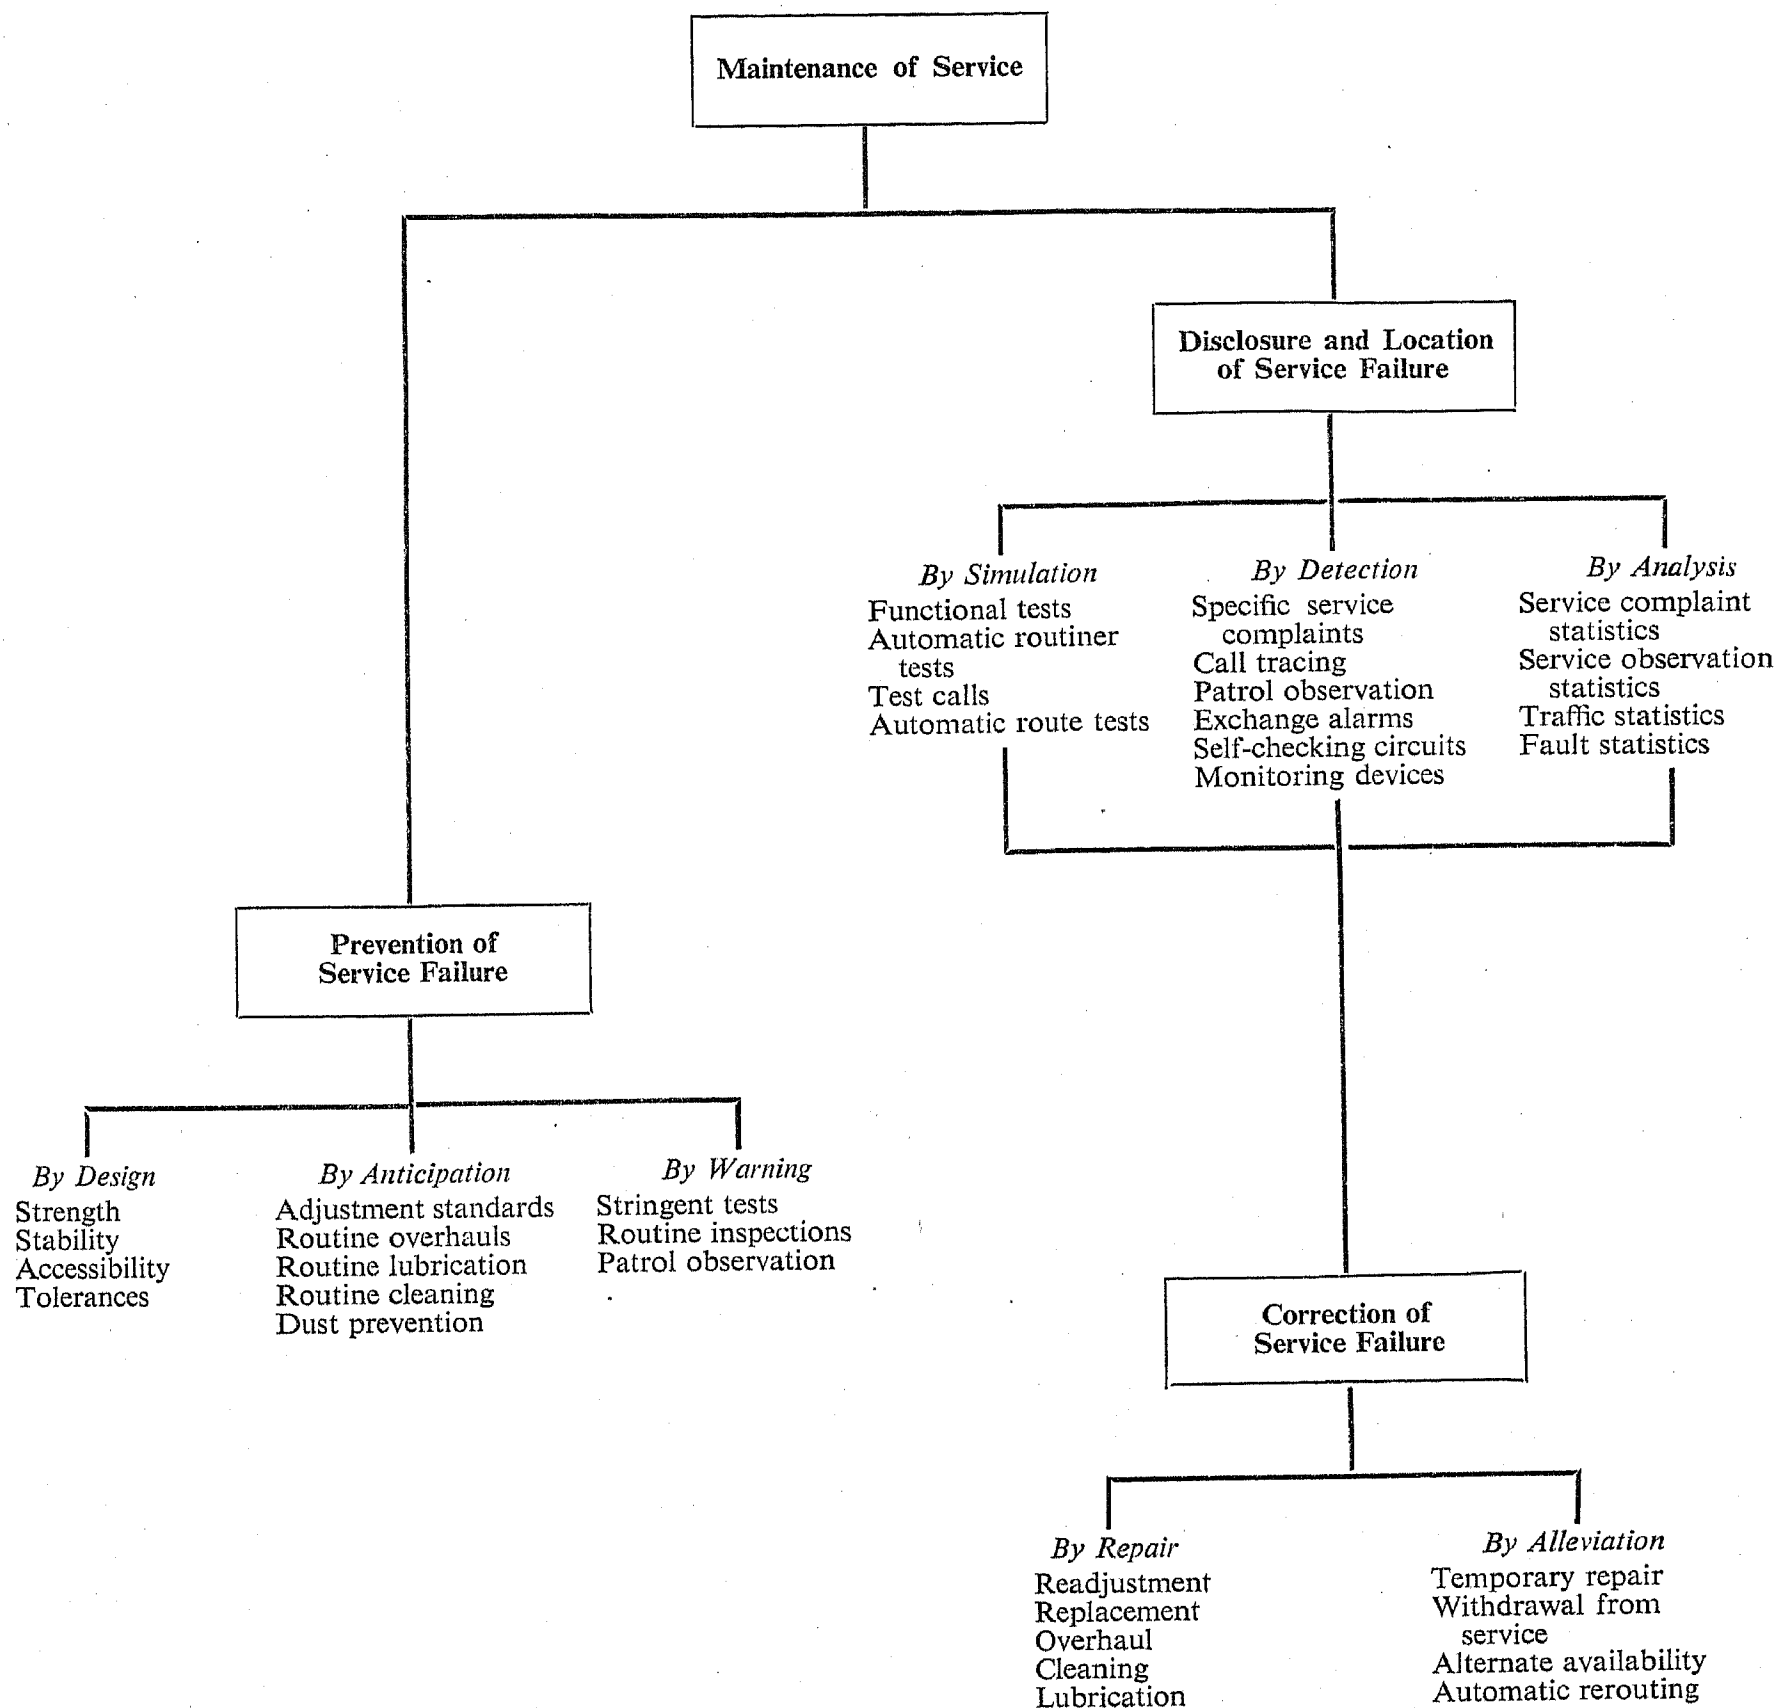 Maintenance of Service
Disclosure and Location
of Service Failure
By Simulation
Functional tests
Automatic routiner
tests
Test calls
Automatic route tests
By Detection
Specific service
complaints
Call tracing
Patrol observation
Exchange alarms
Self-checking circuits
Monitoring devices
By Analysis
Service complaint
statistics
Service observation
statistics
Traffic statistics
Fault statistics
Prevention of
Service Failure
By Design
Strength
Stability
Accessibility
Tolerances
By Anticipation
Adjustment standards
Routine overhauls
Routine lubrication
Routine cleaning
Dust prevention
By Warning
Stringent tests
Routine inspections
Patrol observation
Correction of
Service Failure
By Repair
Readjustment
Replacement
Overhaul
Cleaning
Lubrication
By Alleviation
Temporary repair
Withdrawal from
service
Alternate availability
Automatic rerouting